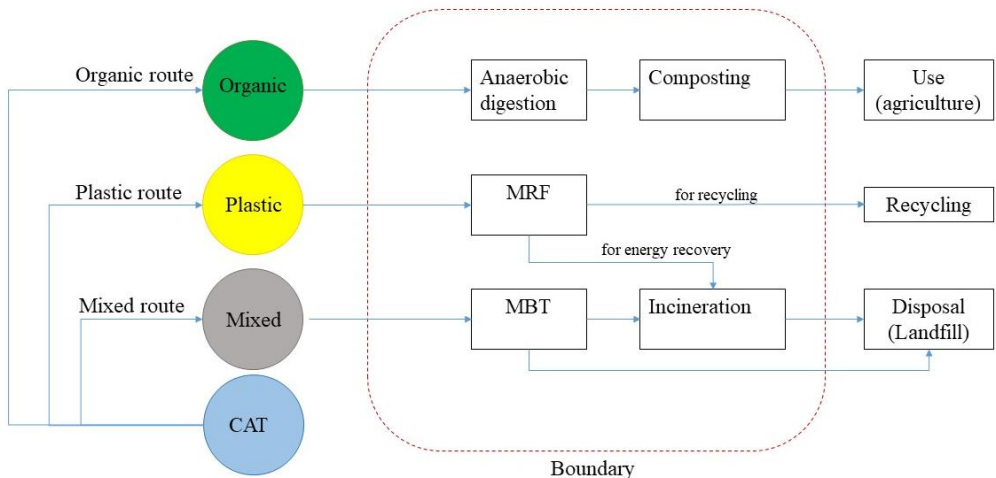 Organic route
Organic
Anaerobic
digestion
Composting
Use
(agriculture)
Plastic route
Plastic
MRF
for recycling
Recycling
for energy recovery
Mixed route
Mixed
MBT
Incineration
Disposal
(Landfill)
CAT
Boundary